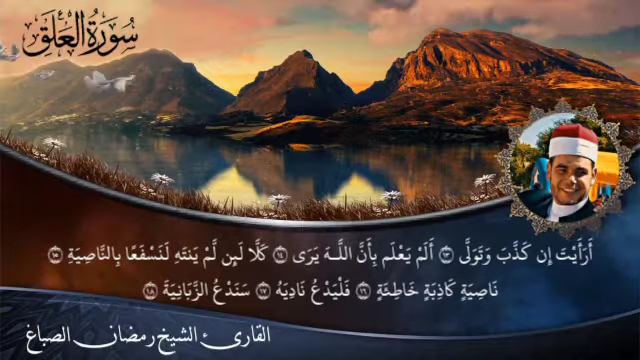 سُورَةُ العَلَق
أَرَأَيْتَ إِن كَذَّبَ وَتَوَلَّى ۝١٣ أَلَمْ يَعْلَم بِأَنَّ اللَّهَ يَرَى ۝١٤ كَلَّا لَئِن لَّمْ يَنتَهِ لَنَسْفَعًا بِالنَّاصِيَةِ ۝١٥
نَاصِيَةٍ كَاذِبَةٍ خَاطِئَةٍ ۝١٦ فَلْيَدْعُ نَادِيَهُ ۝١٧ سَنَدْعُ الزَّبَانِيَةَ ۝١٨
القارئ الشيخ رمضان الصباغ